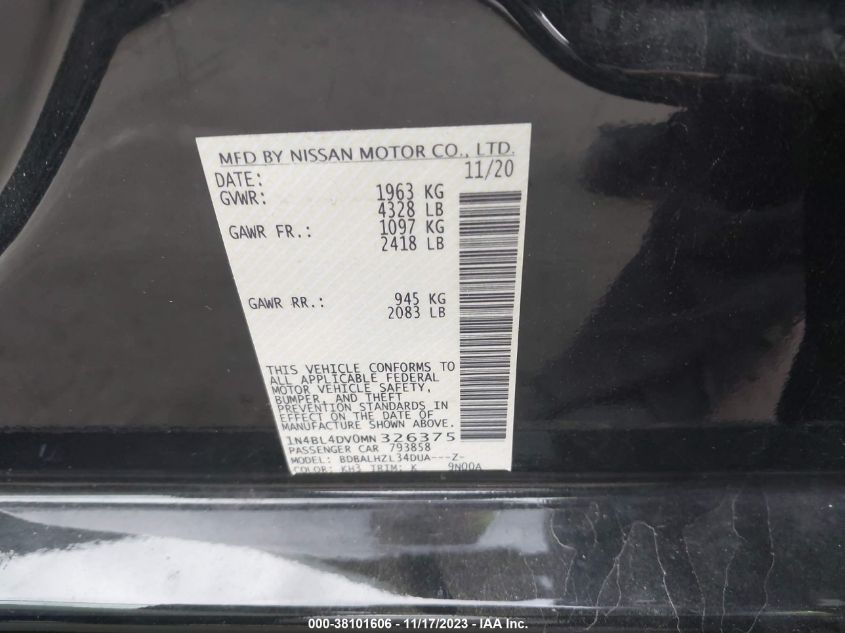 MFD BY NISSAN MOTOR CO., LTD.
DATE: 11/20
GVWR: 1963 KG
4328 LB
GAWR FR.: 1097 KG
2418 LB
GAWR RR.: 945 KG
2083 LB
THIS VEHICLE CONFORMS TO
ALL APPLICABLE FEDERAL
MOTOR VEHICLE SAFETY,
BUMPER, AND THEFT
PREVENTION STANDARDS IN
EFFECT ON THE DATE OF
MANUFACTURE SHOWN ABOVE.
1N4BL4DV0MN326375
PASSENGER CAR 793858
MODEL: BDBALHZL34DUA---Z-
COLOR: KH3 TRIM: K 9N00A
000-38101606 - 11/17/2023 - IAA Inc.